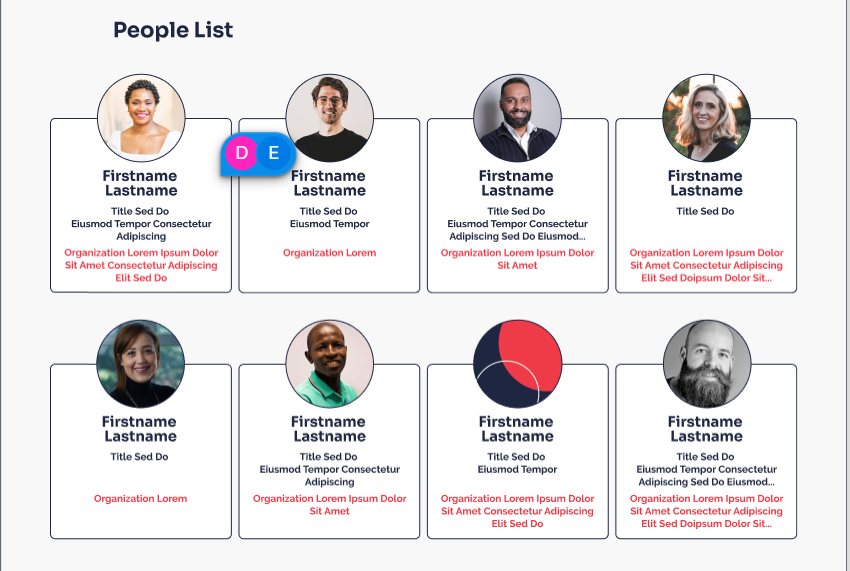 People List
D E
Firstname
Lastname
Title Sed Do
Eiusmod Tempor Consectetur
Adipiscing
Organization Lorem Ipsum Dolor
Sit Amet Consectetur Adipiscing
Elit Sed Do
Firstname
Lastname
Title Sed Do
Eiusmod Tempor
Organization Lorem
Firstname
Lastname
Title Sed Do
Eiusmod Tempor Consectetur
Adipiscing Sed Do Eiusmod...
Organization Lorem Ipsum Dolor
Sit Amet
Firstname
Lastname
Title Sed Do
Organization Lorem Ipsum Dolor
Sit Amet Consectetur Adipiscing
Elit Sed Doipsum Dolor Sit...
Firstname
Lastname
Title Sed Do
Organization Lorem
Firstname
Lastname
Title Sed Do
Eiusmod Tempor Consectetur
Adipiscing
Organization Lorem Ipsum Dolor
Sit Amet
Firstname
Lastname
Title Sed Do
Eiusmod Tempor
Organization Lorem Ipsum Dolor
Sit Amet Consectetur Adipiscing
Elit Sed Do
Firstname
Lastname
Title Sed Do
Eiusmod Tempor Consectetur
Adipiscing Sed Do Eiusmod...
Organization Lorem Ipsum Dolor
Sit Amet Consectetur Adipiscing
Elit Sed Doipsum Dolor Sit...